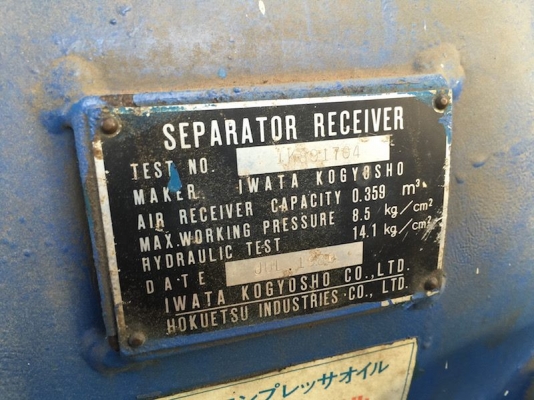 SEPARATOR RECEIVER
TEST NO.
MAKER IWATA KOGYOSHO
AIR RECEIVER CAPACITY 0.359 m³
MAX.WORKING PRESSURE 8.5 kg/cm²
HYDRAULIC TEST 14.1 kg/cm²
DATE
IWATA KOGYOSHO CO.,LTD.
HOKUETSU INDUSTRIES CO., LTD.
ンプレッサオイル